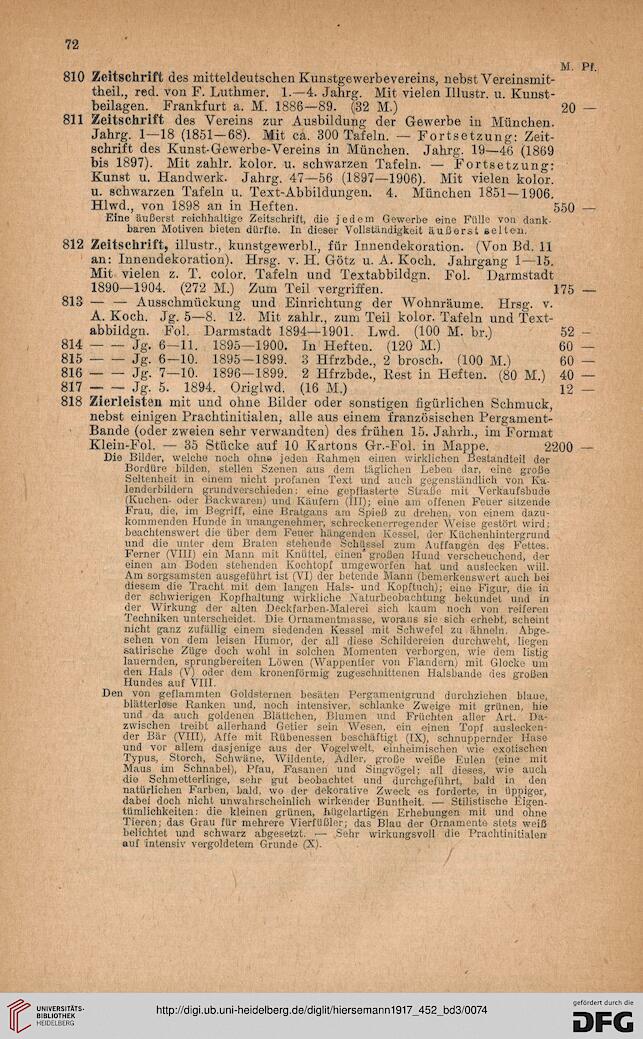 72
M. Pf.
810 Zeitschrift des mitteldeutschen Kunstgewerbevereins, nebst Vereinsmit-
theil., red. von F. Luthmer. 1.—4. Jahrg. Mit vielen Illustr. u. Kunst-
beilagen. Frankfurt a. M. 1886—89. (32 M.) 20 —
811 Zeitschrift des Vereins zur Ausbildung der Gewerbe in München.
Jahrg. 1—18 (1851—68). Mit ca. 300 Tafeln. — Fortsetzung: Zeit-
schrift des Kunst-Gewerbe-Vereins in München. Jahrg. 19—46 (1869
bis 1897). Mit zahlr. kolor. u. schwarzen Tafeln. — Fortsetzung:
Kunst u. Handwerk. Jahrg. 47—56 (1897—1906). Mit vielen kolor.
u. schwarzen Tafeln u. Text-Abbildungen. 4. München 1851—1906.
Hlwd., von 1898 an in Heften. 550 —
Eine äußerst reichhaltige Zeitschrift, die jedem Gewerbe eine Fülle von dank-
baren Motiven bieten dürfte. In dieser Vollständigkeit äußerst selten.
812 Zeitschrift, illustr., kunstgewerbl., für Innendekoration. (Von Bd. 11
an: Innendekoration). Hrsg. v. H. Götz u. A. Koch. Jahrgang 1—15.
Mit vielen z. T. color. Tafeln und Textabbildgn. Fol. Darmstadt
1890—1904. (272 M.) Zum Teil vergriffen. 175 —
813 — — Ausschmückung und Einrichtung der Wohnräume. Hrsg. v.
A. Koch. Jg. 5—8. 12. Mit zahlr., zum Teil kolor. Tafeln und Text-
abbildgn. Fol. Darmstadt 1894—1901. Lwd. (100 M. br.) 52 —
814 — — Jg. 6—11. 1895—1900. In Heften. (120 M.) 60 —
815 — — Jg. 6—10. 1895—1899. 3 Hfrzbde., 2 brosch. (100 M.) 60 —
816 — — Jg. 7—10. 1896—1899. 2 Hfrzbde., Rest in Heften. (80 M.) 40 —
817 — — Jg. 5. 1894. Origlwd. (16 M.) 12 —
818 Zierleisten mit und ohne Bilder oder sonstigen figürlichen Schmuck,
nebst einigen Prachtinitialen, alle aus einem französischen Pergament-
Bande (oder zweien sehr verwandten) des frühen 15. Jahrh., im Format
Klein-Fol. — 35 Stücke auf 10 Kartons Gr.-Fol. in Mappe. 2200 —
Die Bilder, welche noch ohne jeden Rahmen einen wirklichen Bestandteil der
Bordüre bilden, stellen Szenen aus dem täglichen Leben dar, eine große
Seltenheit in einem nicht profanen Text und auch gegenständlich von Ka-
lenderbildern grundverschieden: eine gepflasterte Straße mit Verkaufsbude
(Kuchen- oder Backwaren) und Käufern (III); eine am offenen Feuer sitzende
Frau, die, im Begriff, eine Bratgans am Spieß zu drehen, von einem dazu-
kommenden Hunde in unangenehmer, schreckenerregender Weise gestört wird;
beachtenswert die über dem Feuer hängenden Kessel, der Küchenhintergrund
und die unter dem Braten stehende Schüssel zum Auffangen des Fettes.
Ferner (VIII) ein Mann mit Knüttel, einen großen Hund verscheuchend, der
einen am Boden stehenden Kochtopf umgeworfen hat und auslecken will.
Am sorgsamsten ausgeführt ist (VI) der betende Mann (bemerkenswert auch bei
diesem die Tracht mit dem langen Hals- und Kopftuch); eine Figur, die in
der schwierigen Kopfhaltung wirkliche Naturbeobachtung bekundet und in
der Wirkung der alten Deckfarben-Malerei sich kaum noch von reiferen
Techniken unterscheidet. Die Ornamentmasse, woraus sie sich erhebt, scheint
nicht ganz zufällig einem siedenden Kessel mit Schwefel zu ähneln. Abge-
sehen von dem leisen Humor, der all diese Schildereien durchweht, liegen
satirische Züge doch wohl in solchen Momenten verborgen, wie dem listig
lauernden, sprungbereiten Löwen (Wappentier von Flandern) mit Glocke um
den Hals (V) oder dem kronenförmig zugeschnittenen Halsbande des großen
Hundes auf VIII.
Den von geflammten Goldsternen besäten Pergamentgrund durchziehen blaue,
blätterlose Ranken und, noch intensiver, schlanke Zweige mit grünen, hie
und da auch goldenen Blättchen, Blumen und Früchten aller Art. Da-
zwischen treibt allerhand Getier sein Wesen, ein einen Topf auslecken-
der Bär (VIII), Affe mit Rübenessen beschäftigt (IX), schnuppernder Hase
und vor allem dasjenige aus der Vogelwelt, einheimischen wie exotischen
Typus, Storch, Schwäne, Wildente, Adler, große weiße Eulen (eine mit
Maus im Schnabel), Pfau, Fasanen und Singvögel: all dieses, wie auch
die Schmetterlinge, sehr gut beobachtet und durchgeführt, bald in den
natürlichen Farben, bald, wo der dekorative Zweck es forderte, in üppiger,
dabei doch nicht unwahrscheinlich wirkender Buntheit. — Stilistische Eigen-
tümlichkeiten: die kleinen grünen, hügelartigen Erhebungen mit und ohne
Tieren; das Grau für mehrere Vierfüßler; das Blau der Ornamente stets weiß
belichtet und schwarz abgesetzt. — Sehr wirkungsvoll die Prachtinitialen
auf intensiv vergoldetem Grunde (X).
UNIVERSITÄTS-
BIBLIOTHEK
HEIDELBERG
http://digi.ub.uni-heidelberg.de/diglit/hiersemann1917_452_bd3/0074
gefördert durch die
DFG